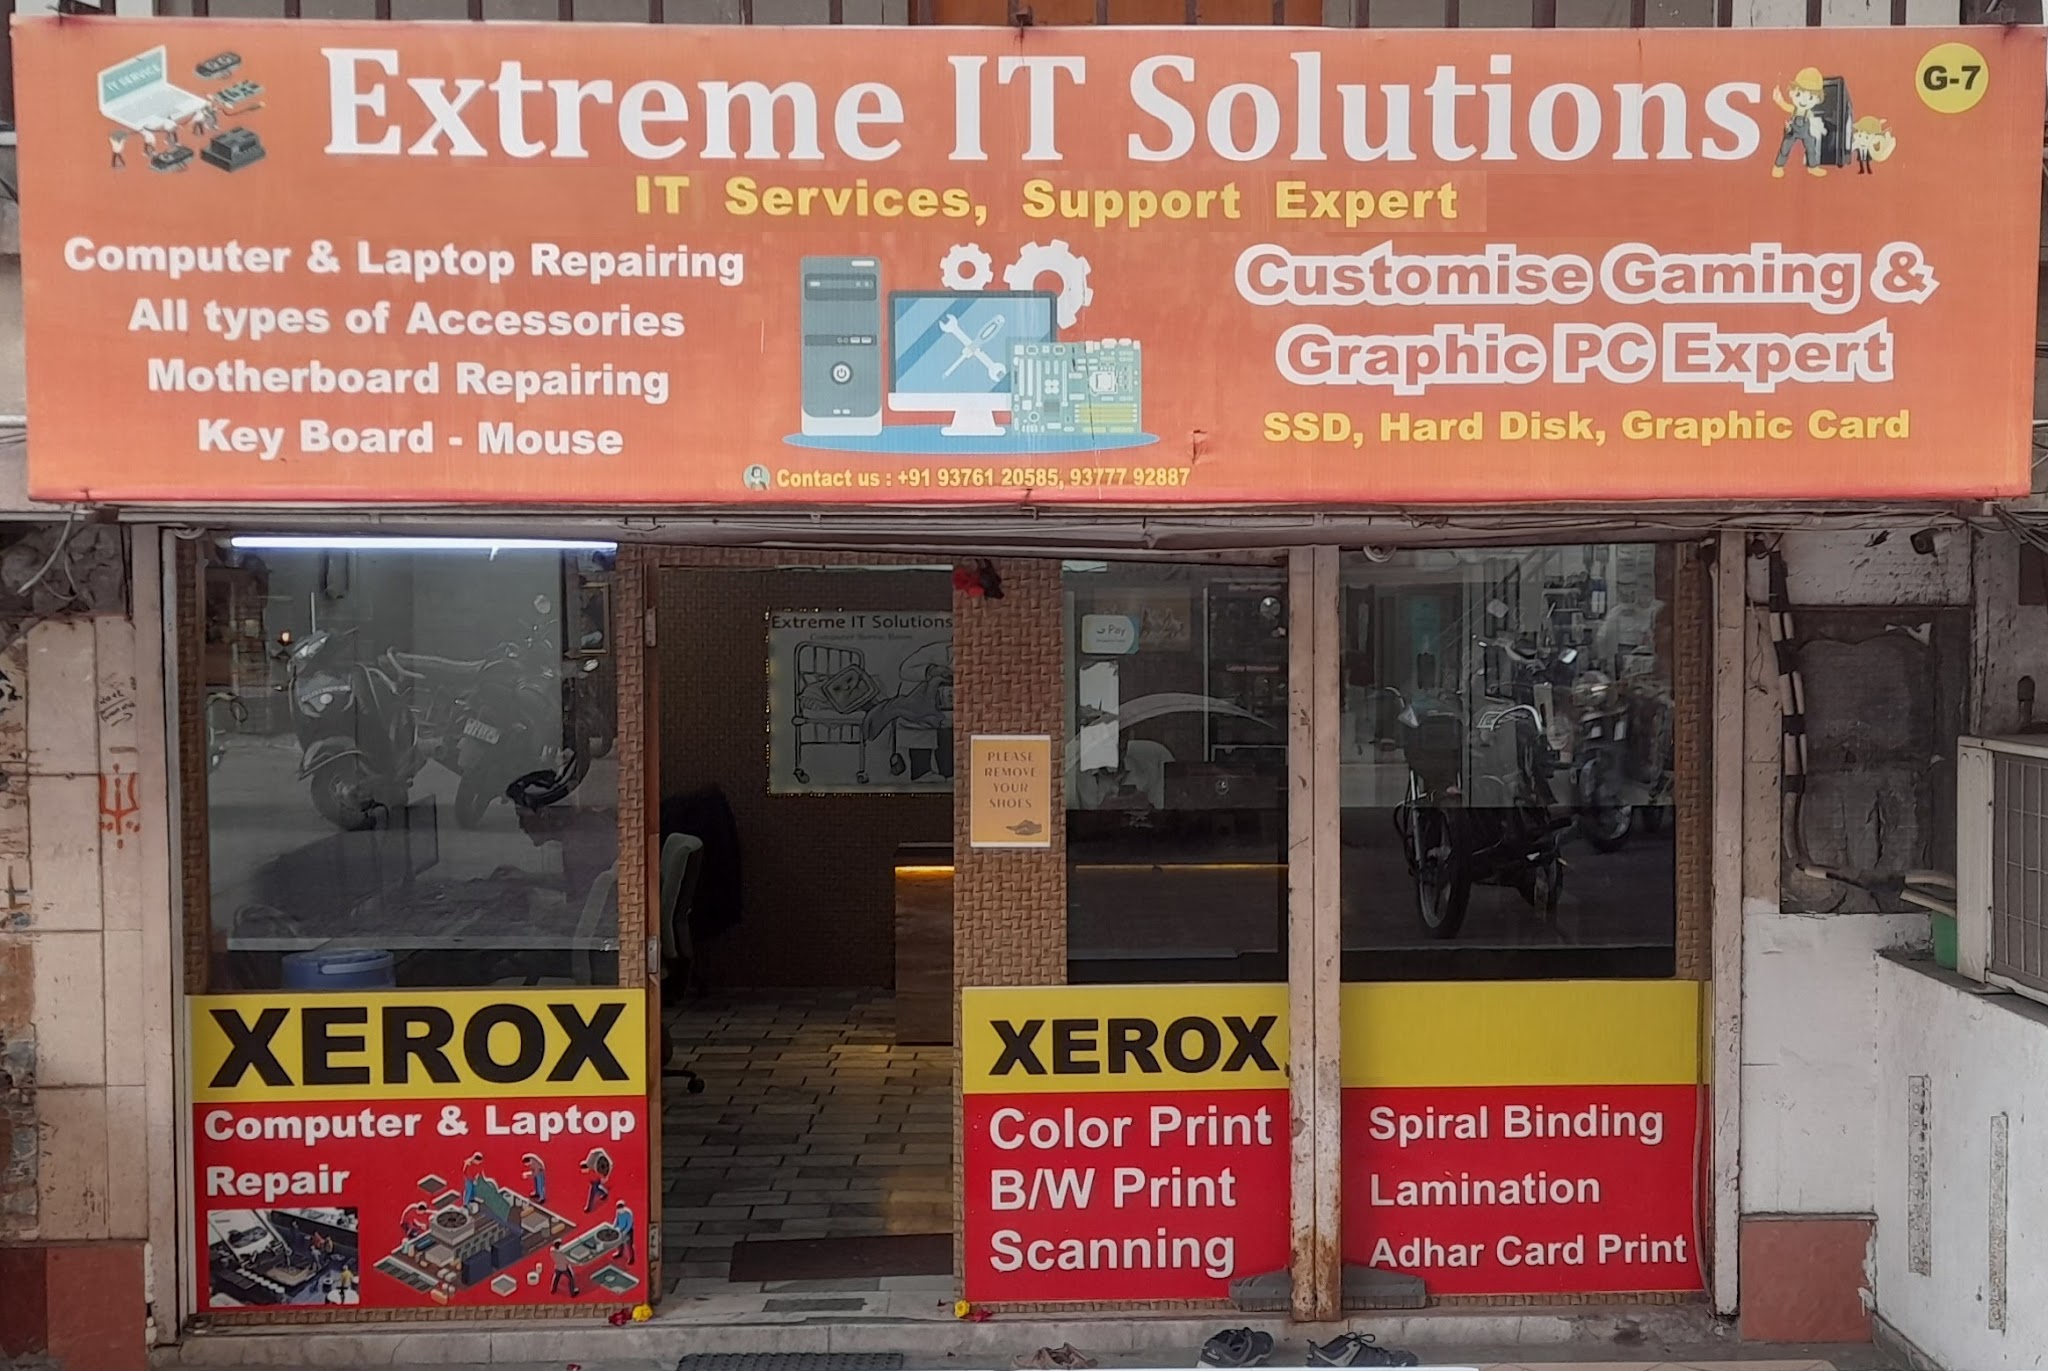 IT SERVICE
Extreme IT Solutions
G-7
IT Services, Support Expert
Computer & Laptop Repairing
All types of Accessories
Motherboard Repairing
Key Board - Mouse
Customise Gaming &
Graphic PC Expert
SSD, Hard Disk, Graphic Card
Contact us : +91 93761 20585, 93777 92887
Extreme IT Solutions
G Pay
PLEASE
REMOVE
YOUR
SHOES
XEROX
Computer & Laptop
Repair
XEROX
Color Print
B/W Print
Scanning
Spiral Binding
Lamination
Adhar Card Print